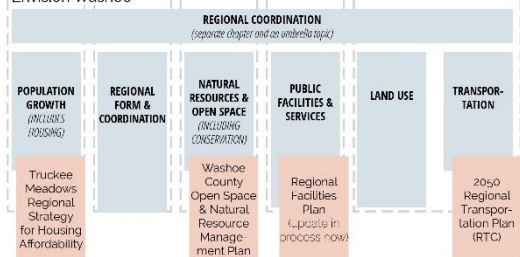 Envision Washoe
REGIONAL COORDINATION
(separate chapter and an umbrella topic)
POPULATION
GROWTH
(INCLUDES
HOUSING)
REGIONAL
FORM &
COORDINATION
NATURAL
RESOURCES &
OPEN SPACE
(INCLUDING
CONSERVATION)
PUBLIC
FACILITIES &
SERVICES
LAND USE
TRANSPOR-
TATION
Truckee
Meadows
Regional
Strategy
for Housing
Affordability
Washoe
County
Open Space
& Natural
Resource
Manage-
ment Plan
Regional
Facilities
Plan
(update in
process now)
2050
Regional
Transpor-
tation Plan
(RTC)